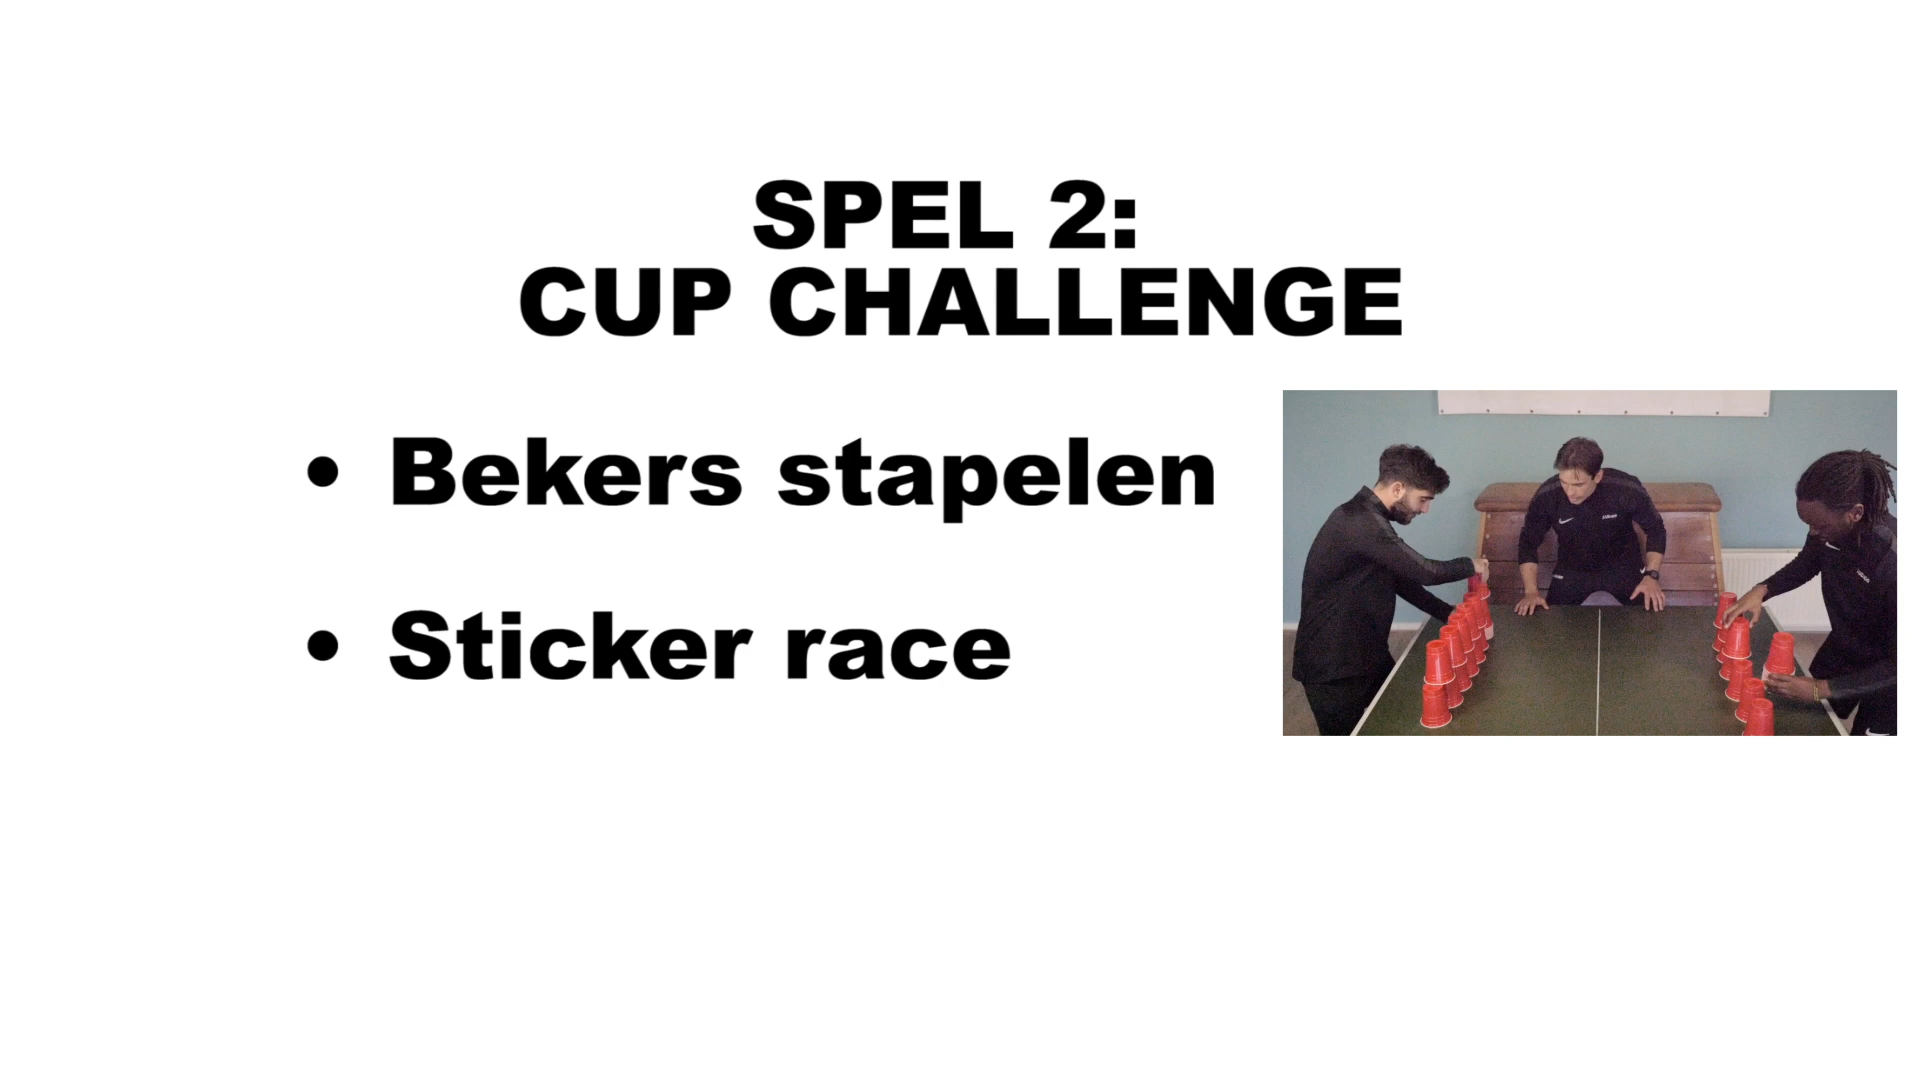 SPEL 2:
CUP CHALLENGE
• Bekers stapelen
• Sticker race